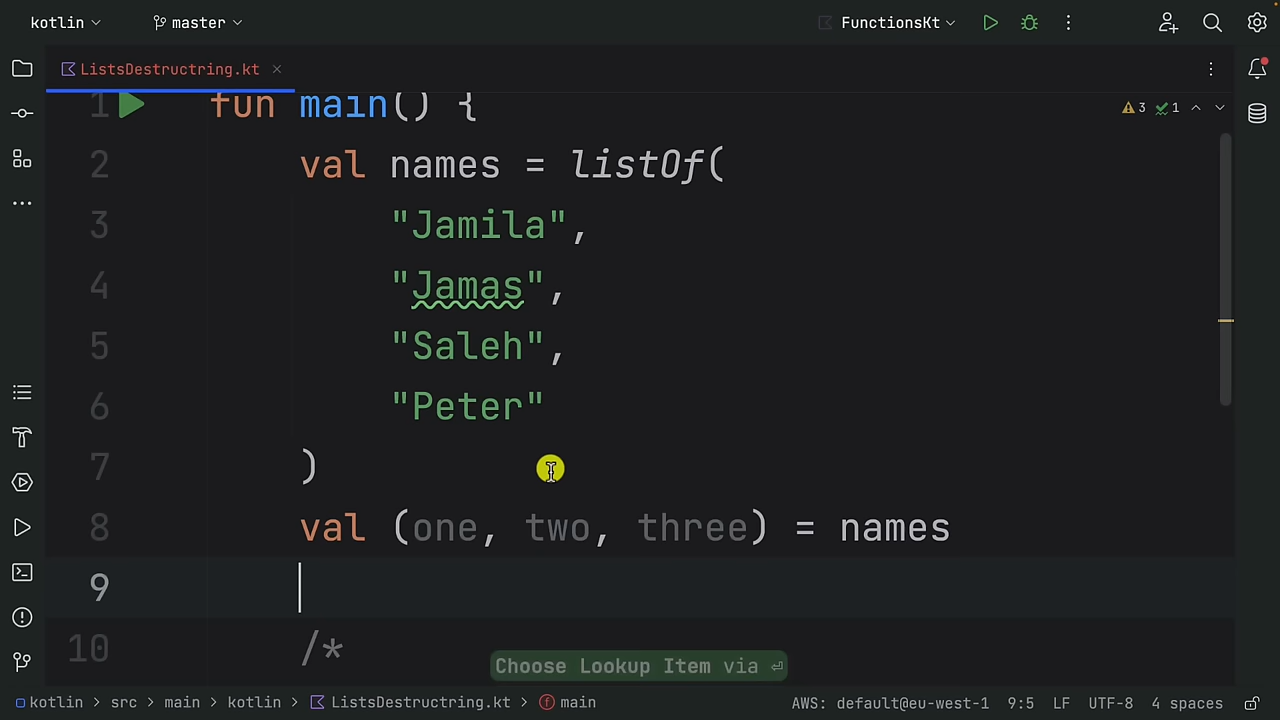 kotlin master FunctionsKt
ListsDestructring.kt
3 1
1 fun main() {
2 val names = listOf(
3 "Jamila",
4 "Jamas",
5 "Saleh",
6 "Peter"
7 )
8 val (one, two, three) = names
9
10 /*
Choose Lookup Item via ⏎
kotlin > src > main > kotlin > ListsDestructring.kt > main AWS: default@eu-west-1 9:5 LF UTF-8 4 spaces